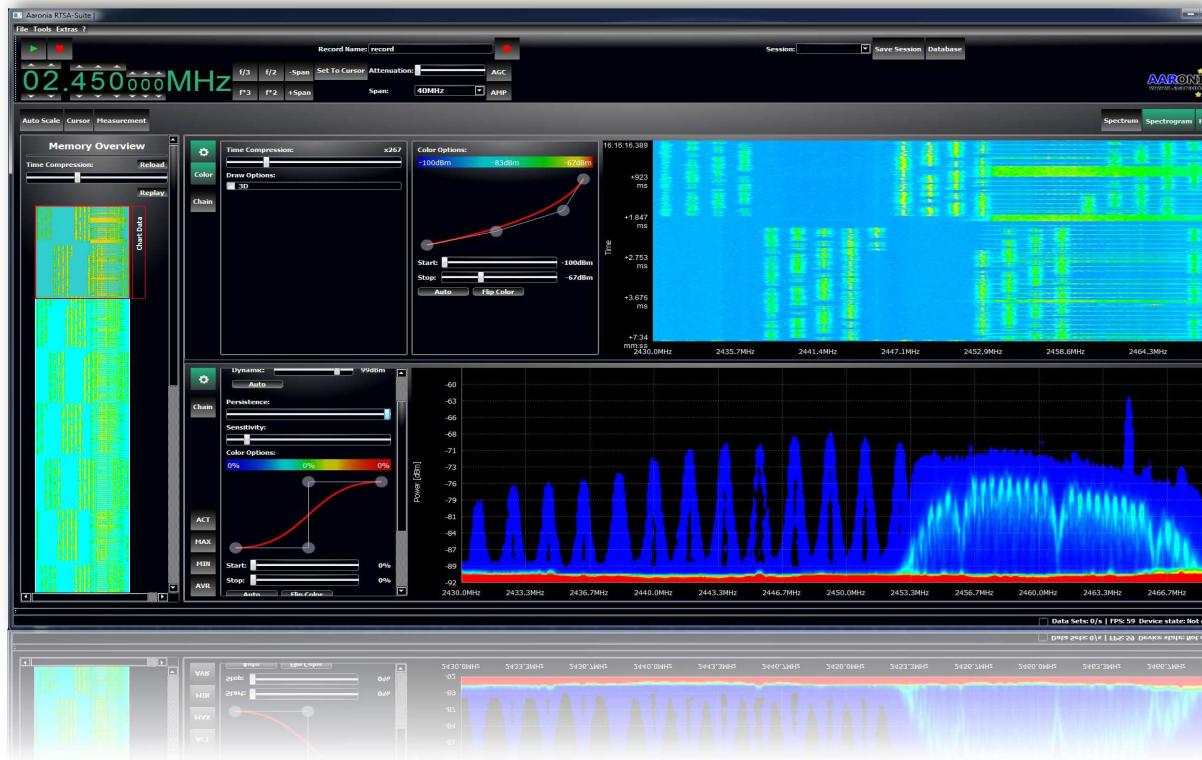 Aaronia RTSA-Suite |
File Tools Extras ?
Record Name: record
Session:
Save Session
Database
02.450000MHz
f/3
f/2
-Span
Set To Cursor
Attenuation:
AGC
f*3
f*2
+Span
Span:
40MHz
AMP
Auto Scale
Cursor
Measurement
Spectrum
Spectrogram
Memory Overview
Time Compression:
Reload
Replay
Chart Data
Color
Chain
Time Compression:
x267
Draw Options:
3D
Color Options:
-100dBm
-83dBm
-67dBm
Start:
-100dBm
Stop:
-67dBm
Auto
Flip Color
16:16:16.389
+923
ms
+1.847
ms
+2.753
ms
+3.676
ms
+7:34
mm:ss
Time
2430.0MHz
2435.7MHz
2441.4MHz
2447.1MHz
2452.9MHz
2458.6MHz
2464.3MHz
Chain
ACT
MAX
MIN
AVR
Dynamic:
99dBm
Auto
Persistence:
Sensitivity:
Color Options:
0%
0%
0%
Start:
0%
Stop:
0%
Auto
Flip Color
Power [dBm]
-60
-63
-66
-68
-71
-73
-76
-79
-81
-84
-87
-89
-92
2430.0MHz
2433.3MHz
2436.7MHz
2440.0MHz
2443.3MHz
2446.7MHz
2450.0MHz
2453.3MHz
2456.7MHz
2460.0MHz
2463.3MHz
2466.7MHz
Data Sets: 0/s | FPS: 59 Device state: Not